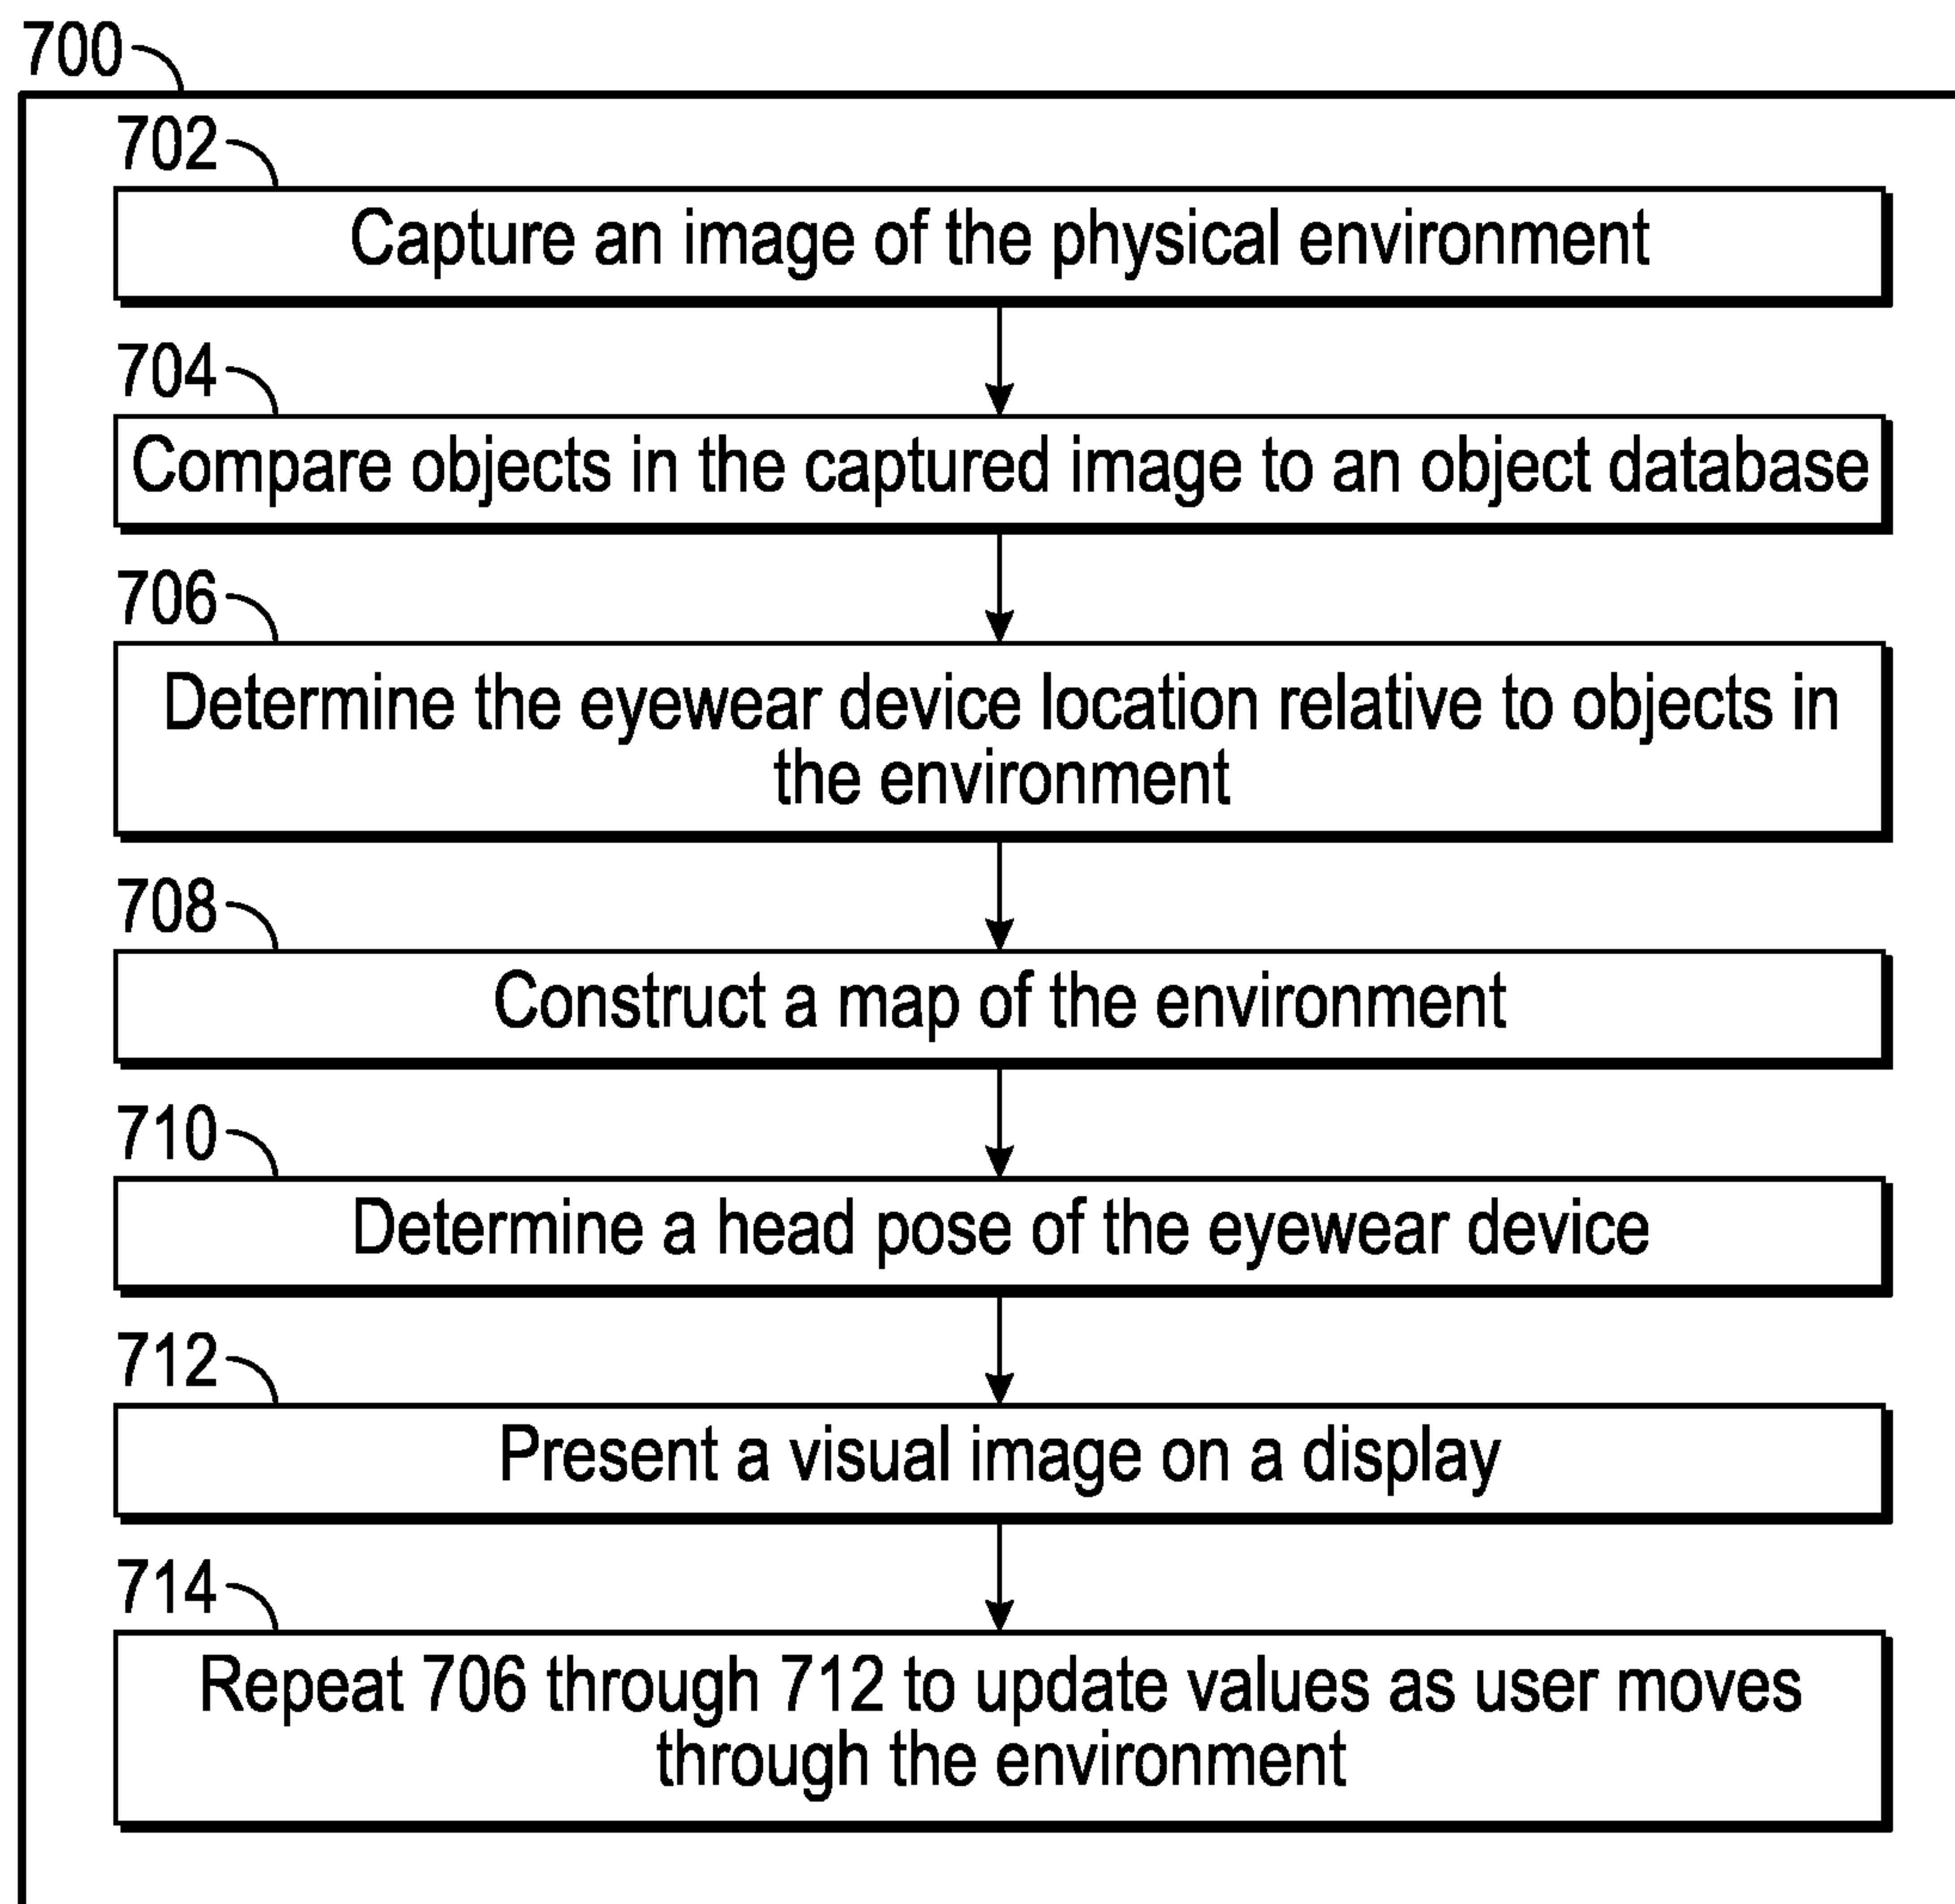 700
702
Capture an image of the physical environment
704
Compare objects in the captured image to an object database
706
Determine the eyewear device location relative to objects in
the environment
708
Construct a map of the environment
710
Determine a head pose of the eyewear device
712
Present a visual image on a display
714
Repeat 706 through 712 to update values as user moves
through the environment